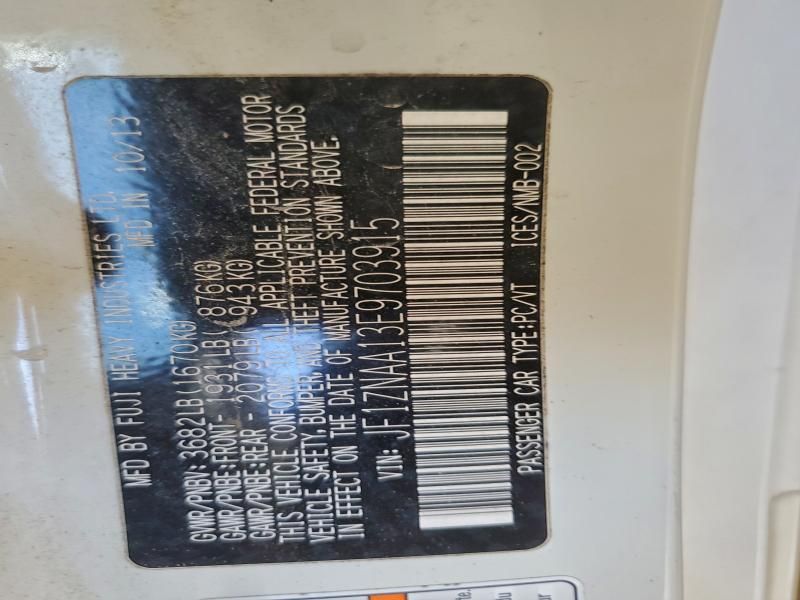 MFD BY FUJI HEAVY INDUSTRIES LTD.
MFD IN 10/13
GVWR/PNBV: 3682LB(1670KG)
GAWR/PNBE:FRONT- 1931LB( 876KG)
GAWR/PNBE:REAR - 2079LB( 943KG)
THIS VEHICLE CONFORMS TO ALL APPLICABLE FEDERAL MOTOR
VEHICLE SAFETY, BUMPER, AND THEFT PREVENTION STANDARDS
IN EFFECT ON THE DATE OF MANUFACTURE SHOWN ABOVE.
VIN: JF1ZNAA13E9703915
PASSENGER CAR TYPE:PC/VT ICES/NMB-002